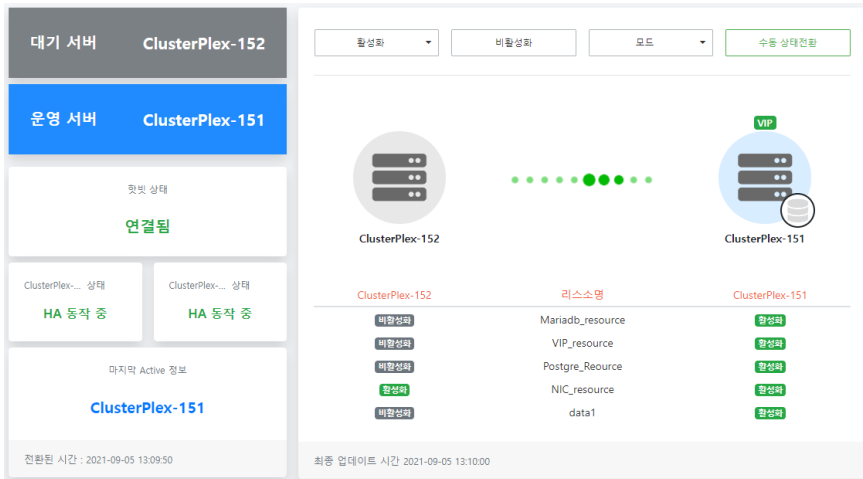 대기 서버 ClusterPlex-152
운영 서버 ClusterPlex-151
핫빗 상태
연결됨
ClusterPlex-... 상태
HA 동작 중
ClusterPlex-... 상태
HA 동작 중
마지막 Active 정보
ClusterPlex-151
전환된 시간 : 2021-09-05 13:09:50
활성화 비활성화 모드 수동 상태전환
VIP
ClusterPlex-152 ClusterPlex-151
ClusterPlex-152 리스소명 ClusterPlex-151
비활성화 Mariadb_resource 활성화
비활성화 VIP_resource 활성화
비활성화 Postgre_Reource 활성화
활성화 NIC_resource 활성화
비활성화 data1 활성화
최종 업데이트 시간 2021-09-05 13:10:00